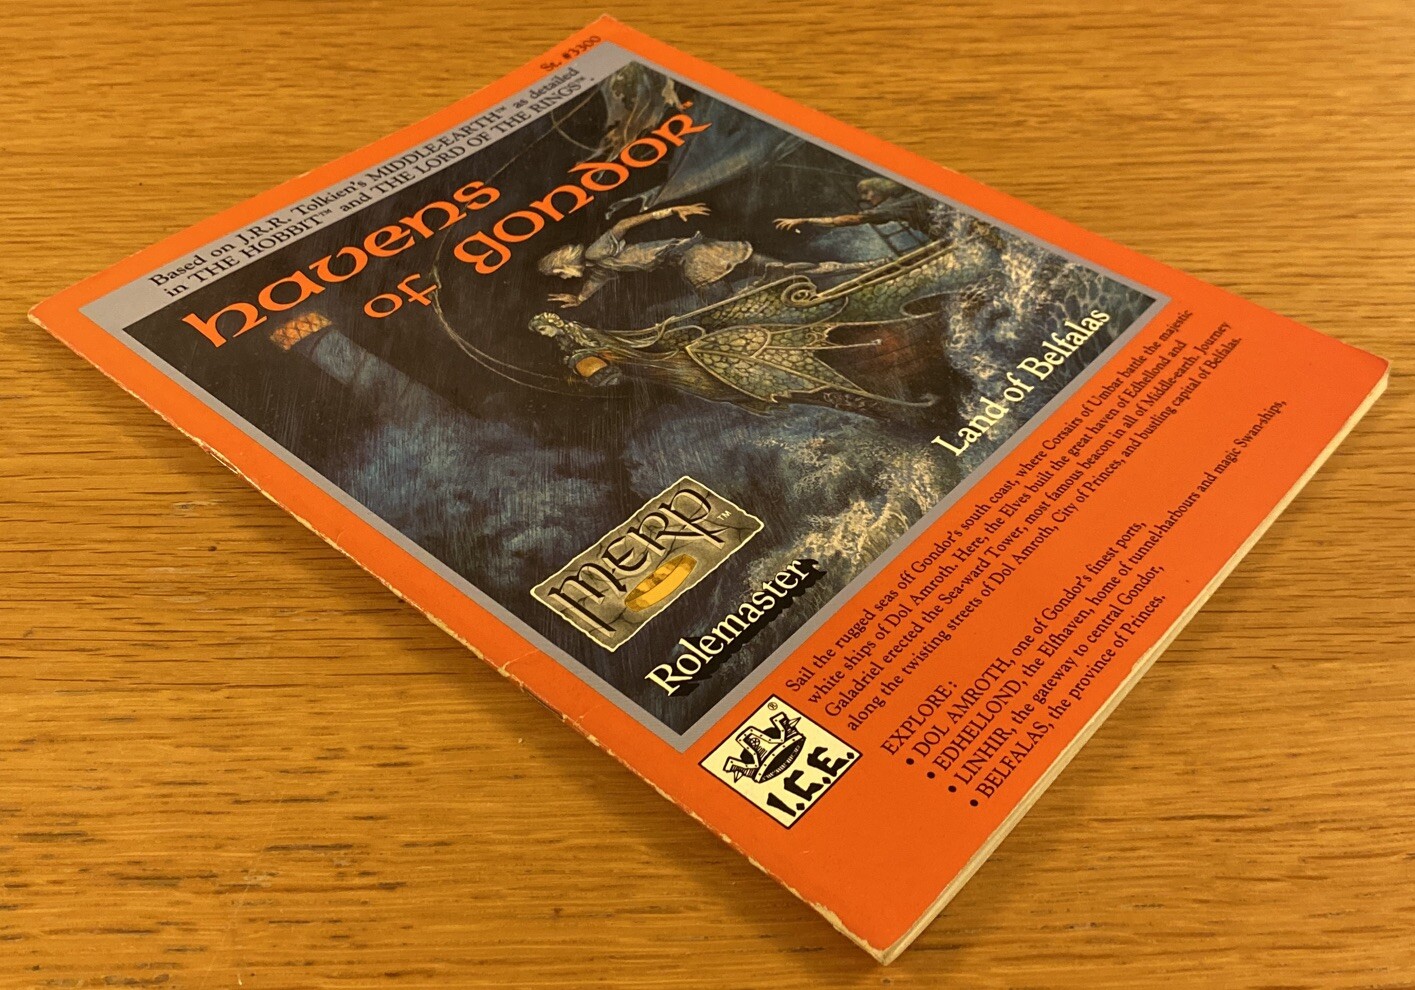 St. #3300
Based on J.R.R. Tolkien's MIDDLE-EARTH™ as detailed
in THE HOBBIT™ and THE LORD OF THE RINGS™.
havens
of gondor™
Land of Belfalas
MERP™
Rolemaster™
I.C.E.®
Sail the rugged seas off Gondor's south coast, where Corsairs of Umbar battle the majestic
white ships of Dol Amroth. Here, the Elves built the great haven of Edhellond and
Galadriel erected the Sea-ward Tower, most famous beacon in all of Middle-earth. Journey
along the twisting streets of Dol Amroth, City of Princes, and bustling capital of Belfalas.
EXPLORE:
• DOL AMROTH, one of Gondor's finest ports,
• EDHELLOND, the Elfhaven, home of tunnel-harbours and magic Swan-ships,
• LINHIR, the gateway to central Gondor,
• BELFALAS, the province of Princes.